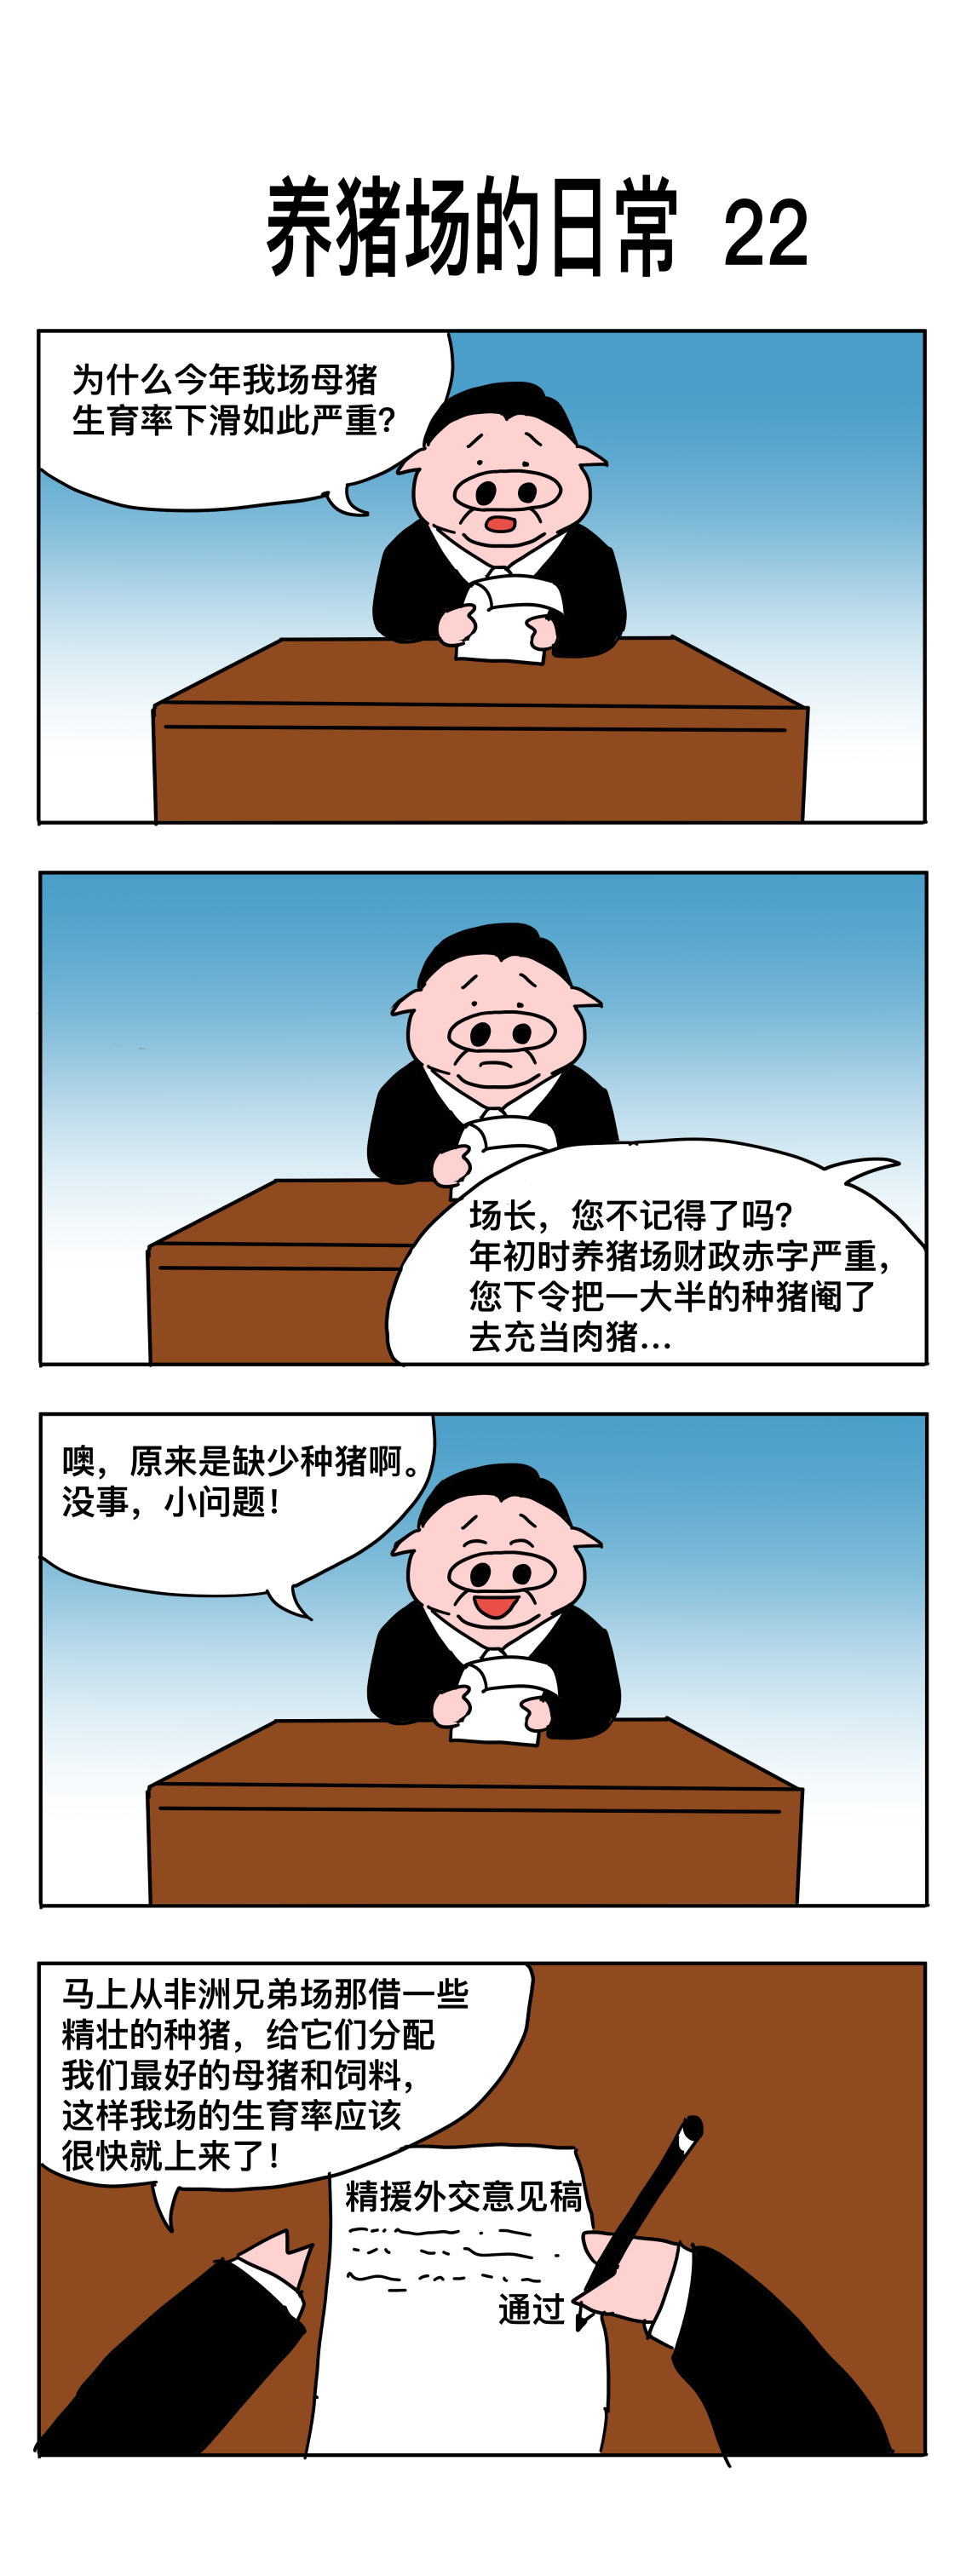 养猪场的日常 22
为什么今年我场母猪
生育率下滑如此严重?
场长，您不记得了吗?
年初时养猪场财政赤字严重，
您下令把一大半的种猪阉了
去充当肉猪...
噢，原来是缺少种猪啊。
没事，小问题!
马上从非洲兄弟场那借一些
精壮的种猪，给它们分配
我们最好的母猪和饲料，
这样我场的生育率应该
很快就上来了!
精援外交意见稿
通过